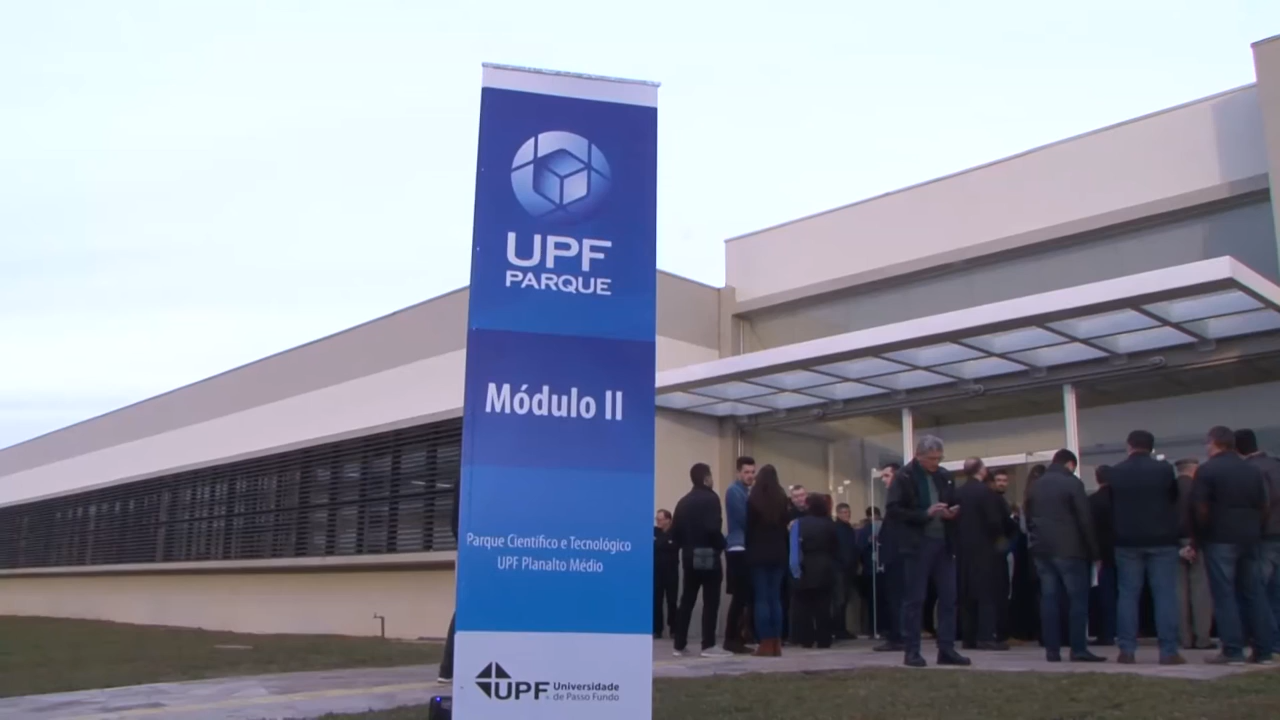 UPF
PARQUE
Módulo II
Parque Científico e Tecnológico
UPF Planalto Médio
UPF Universidade
de Passo Fundo